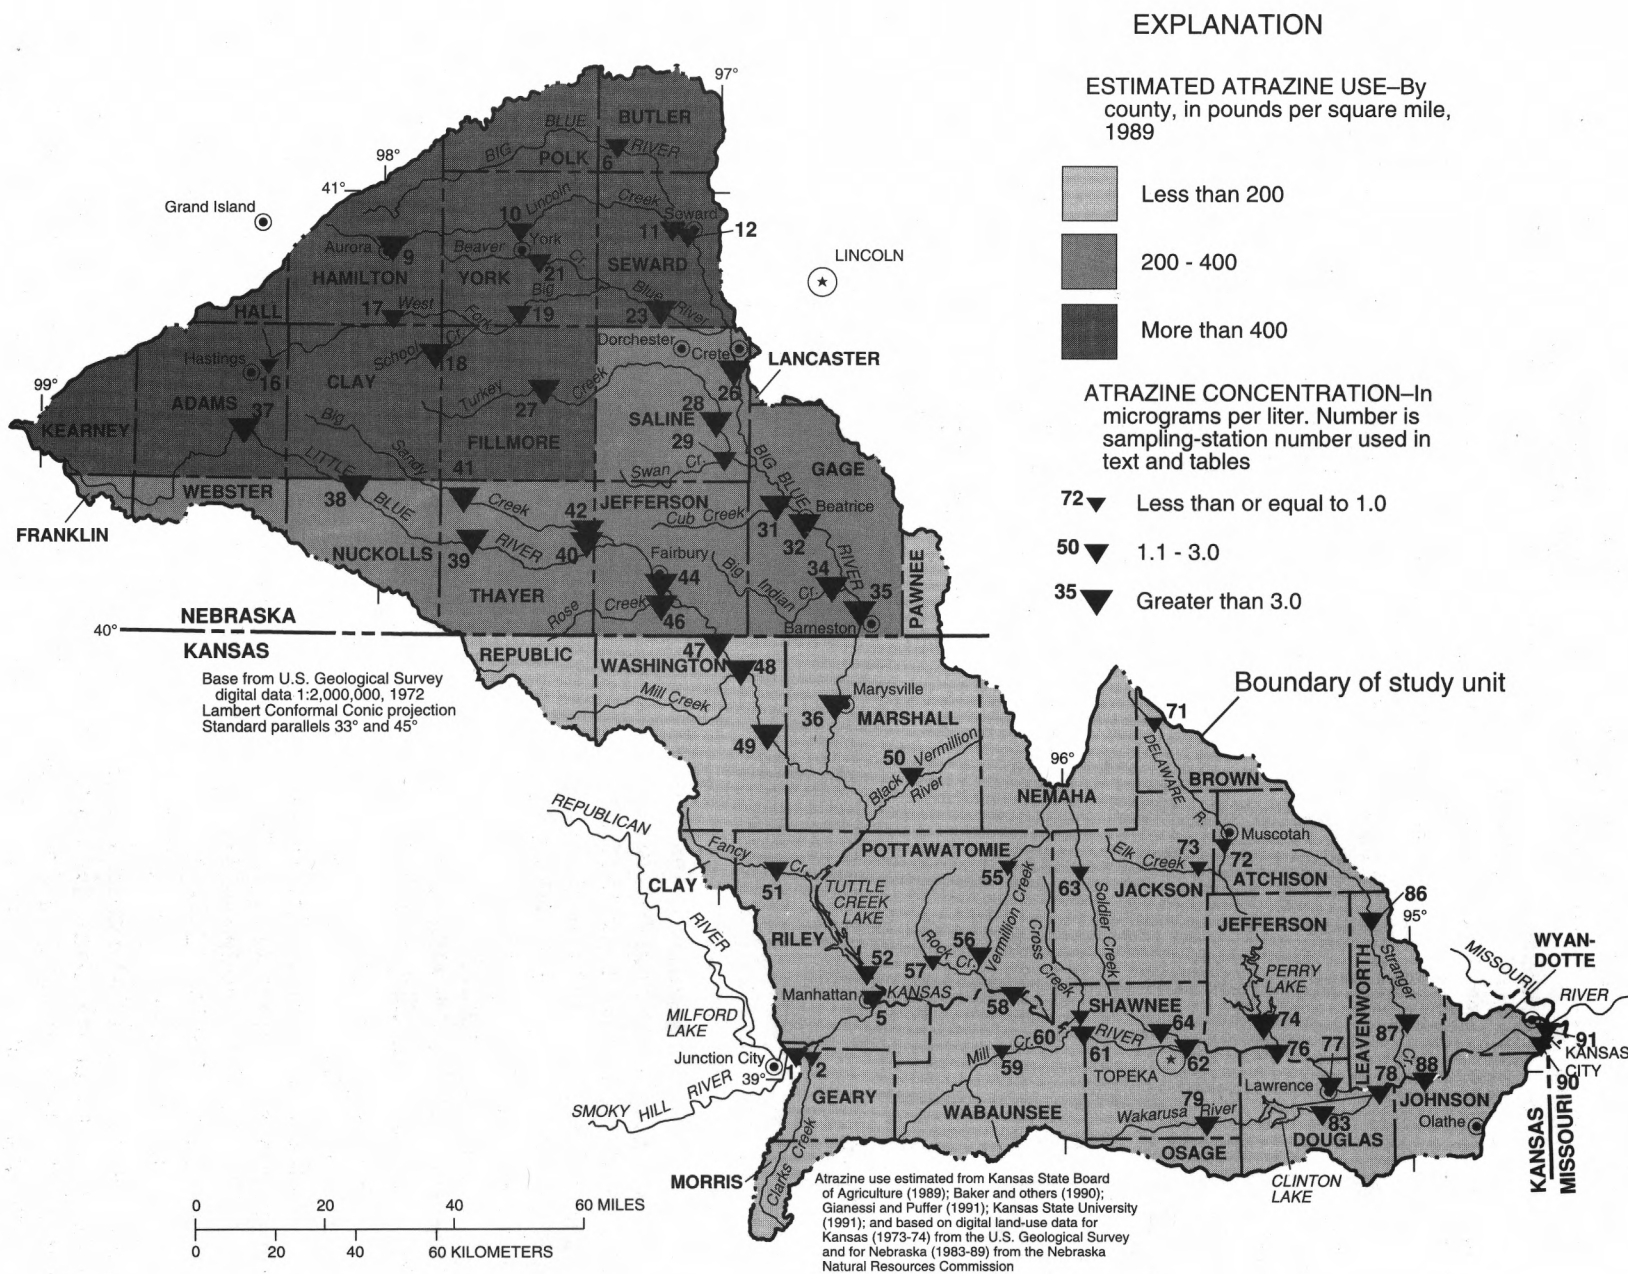 EXPLANATION
ESTIMATED ATRAZINE USE–By
county, in pounds per square mile,
1989
Less than 200
200 - 400
More than 400
ATRAZINE CONCENTRATION–In
micrograms per liter. Number is
sampling-station number used in
text and tables
72 Less than or equal to 1.0
50 1.1 - 3.0
35 Greater than 3.0
97°
BUTLER
BIG BLUE RIVER
POLK
6
98°
41°
Grand Island
Lincoln Creek
10
Seward
11
12
Aurora
9
Beaver Cr.
York
21
HAMILTON
YORK
SEWARD
LINCOLN
HALL
17
West Fork Big Blue River
19
23
Hastings
16
School Cr.
18
Dorchester
Crete
LANCASTER
26
99°
ADAMS
37
CLAY
Turkey Creek
27
28
SALINE
29
KEARNEY
Big Sandy Creek
FILLMORE
Swan Cr.
BIG BLUE RIVER
GAGE
LITTLE BLUE RIVER
41
WEBSTER
38
JEFFERSON
42
Cub Creek
Beatrice
31
32
FRANKLIN
NUCKOLLS
39
40
Fairbury
44
Big Indian Cr.
34
35
PAWNEE
THAYER
Rose Creek
46
Barneston
NEBRASKA
40°
KANSAS
REPUBLIC
WASHINGTON
47
48
Base from U.S. Geological Survey
digital data 1:2,000,000, 1972
Lambert Conformal Conic projection
Standard parallels 33° and 45°
Mill Creek
Marysville
36
MARSHALL
49
50
Black Vermillion River
Boundary of study unit
71
DELAWARE R.
96°
BROWN
NEMAHA
REPUBLICAN RIVER
Muscotah
Fancy Cr.
POTTAWATOMIE
Elk Creek
73
72
ATCHISON
CLAY
51
55
63
JACKSON
TUTTLE
CREEK
LAKE
Vermillion Creek
Cross Creek
Soldier Creek
86
95°
JEFFERSON
RILEY
Rock Cr.
56
57
52
PERRY
LAKE
LEAVENWORTH
Stranger Cr.
MISSOURI RIVER
WYAN-
DOTTE
Manhattan
KANSAS RIVER
5
58
SHAWNEE
MILFORD
LAKE
60
64
74
87
61
62
76
77
91
KANSAS
CITY
90
Junction City
39°
1
2
Mill Cr.
59
TOPEKA
Lawrence
78
88
SMOKY HILL RIVER
GEARY
WABAUNSEE
79
Wakarusa River
83
DOUGLAS
JOHNSON
Olathe
OSAGE
KANSAS
MISSOURI
MORRIS
Clarks Creek
CLINTON
LAKE
Atrazine use estimated from Kansas State Board
of Agriculture (1989); Baker and others (1990);
Gianessi and Puffer (1991); Kansas State University
(1991); and based on digital land-use data for
Kansas (1973-74) from the U.S. Geological Survey
and for Nebraska (1983-89) from the Nebraska
Natural Resources Commission
0 20 40 60 MILES
0 20 40 60 KILOMETERS